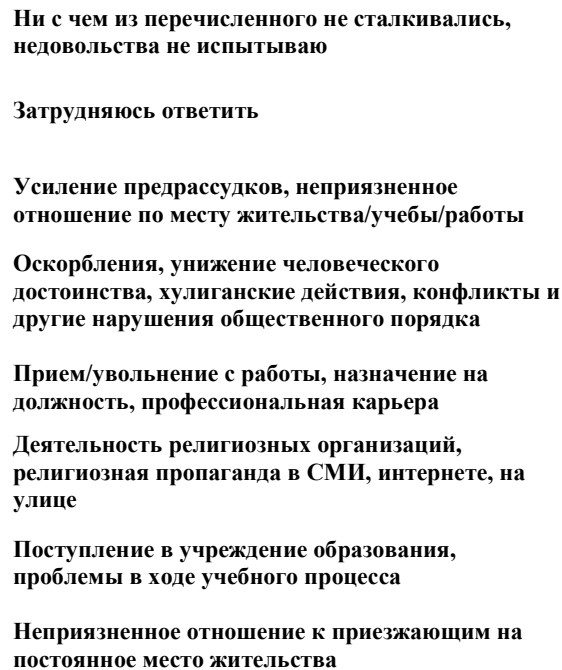 Ни с чем из перечисленного не сталкивались,
недовольства не испытываю
Затрудняюсь ответить
Усиление предрассудков, неприязненное
отношение по месту жительства/учебы/работы
Оскорбления, унижение человеческого
достоинства, хулиганские действия, конфликты и
другие нарушения общественного порядка
Прием/увольнение с работы, назначение на
должность, профессиональная карьера
Деятельность религиозных организаций,
религиозная пропаганда в СМИ, интернете, на
улице
Поступление в учреждение образования,
проблемы в ходе учебного процесса
Неприязненное отношение к приезжающим на
постоянное место жительства